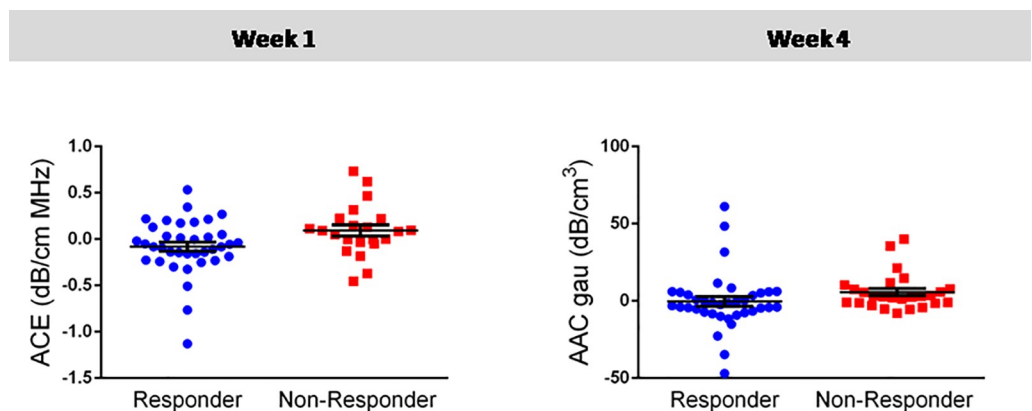 Week 1
Week 4
ACE (dB/cm MHz)
1.0
0.5
0.0
-0.5
-1.0
-1.5
Responder Non-Responder
AAC gau (dB/cm³)
100
50
0
-50
Responder Non-Responder